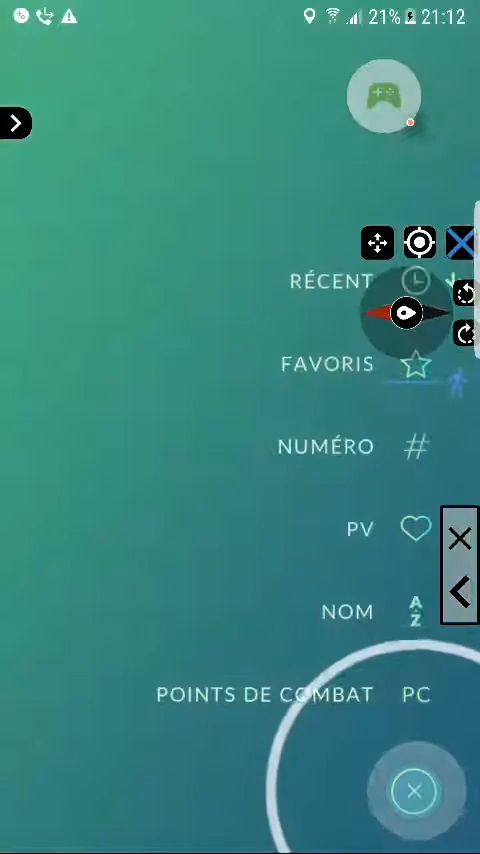 21% 21:12
RÉCENT
FAVORIS
NUMÉRO #
PV
NOM A Z
POINTS DE COMBAT PC